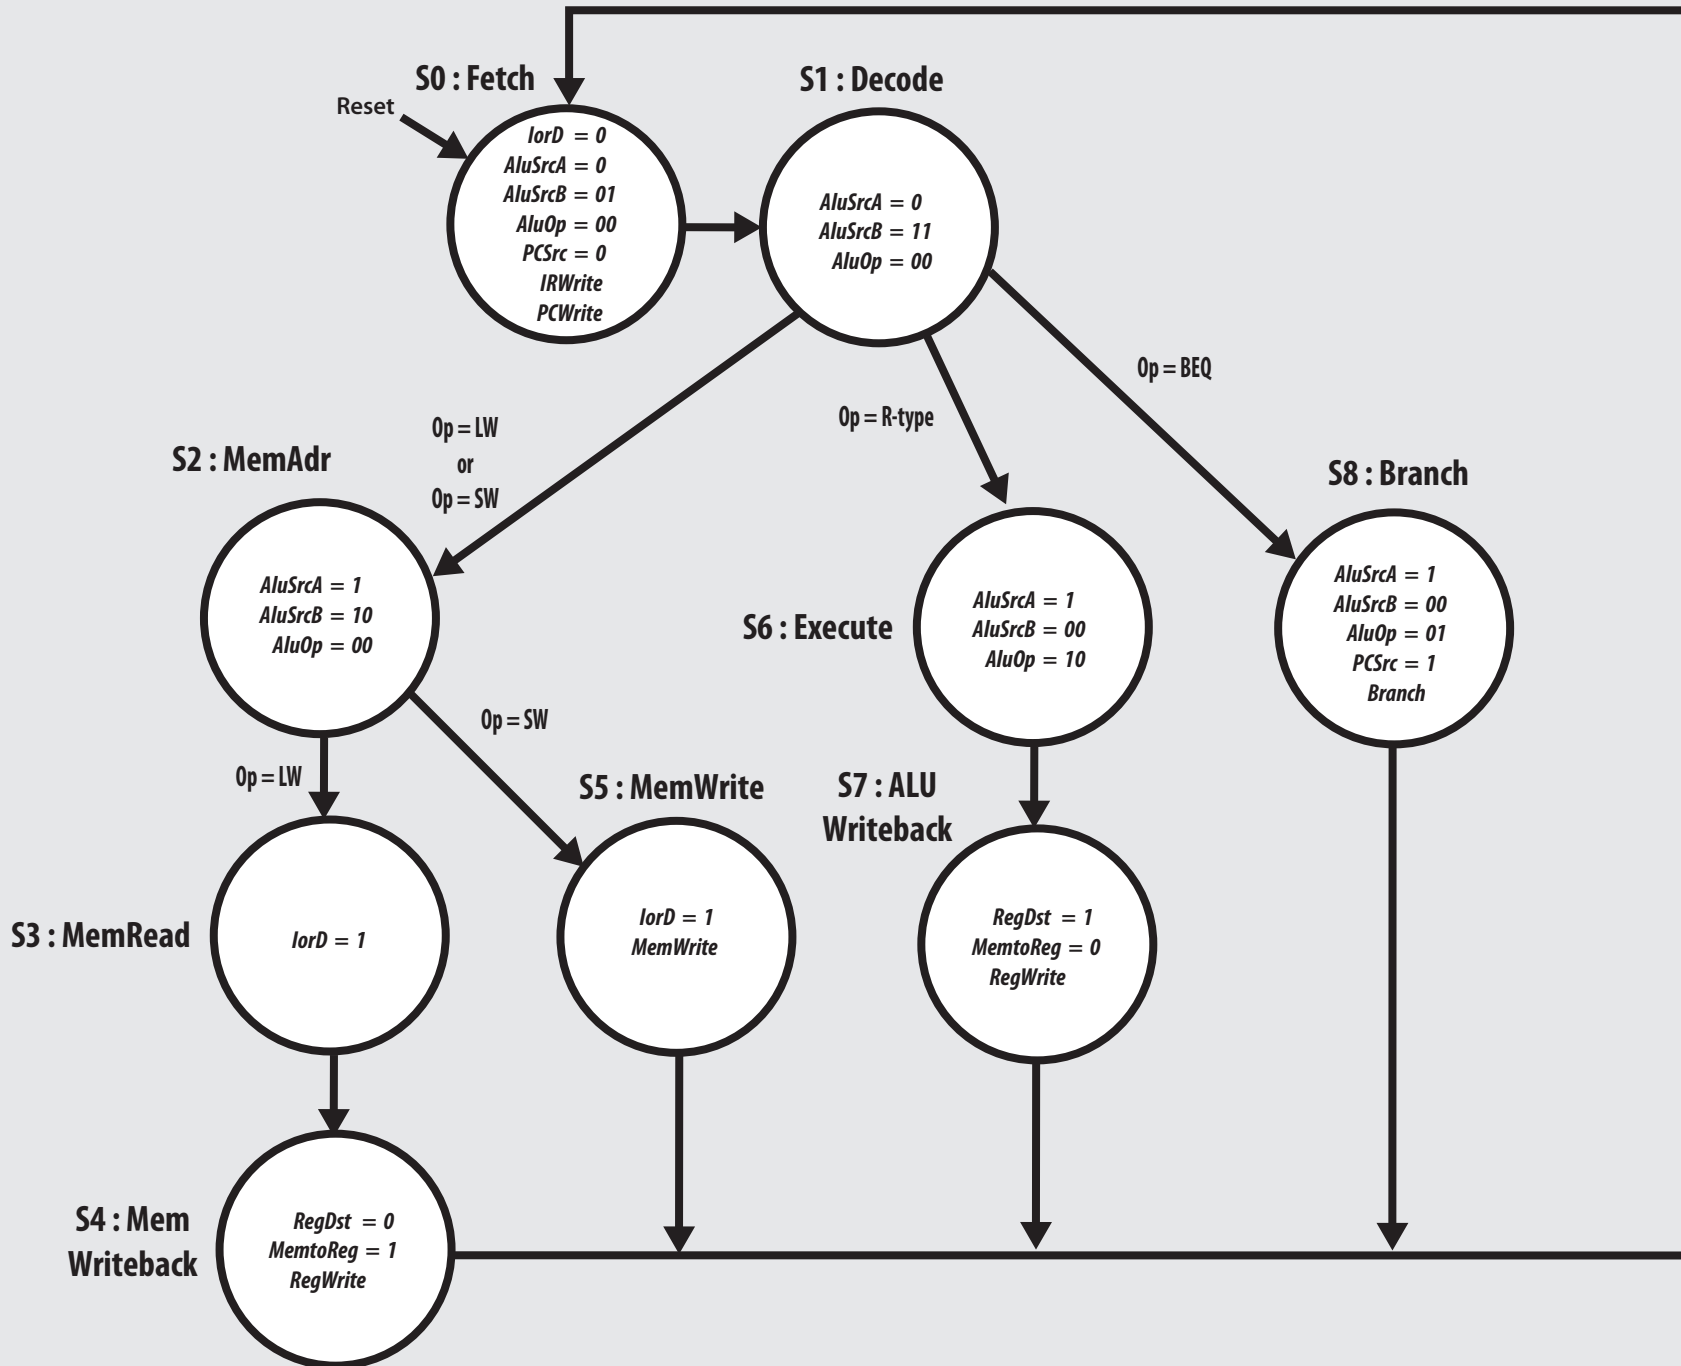 S0 : Fetch
Reset
IorD = 0
AluSrcA = 0
AluSrcB = 01
AluOp = 00
PCSrc = 0
IRWrite
PCWrite
S1 : Decode
AluSrcA = 0
AluSrcB = 11
AluOp = 00
Op = LW
or
Op = SW
Op = R-type
Op = BEQ
S2 : MemAdr
AluSrcA = 1
AluSrcB = 10
AluOp = 00
S6 : Execute
AluSrcA = 1
AluSrcB = 00
AluOp = 10
S8 : Branch
AluSrcA = 1
AluSrcB = 00
AluOp = 01
PCSrc = 1
Branch
Op = LW
Op = SW
S3 : MemRead
IorD = 1
S5 : MemWrite
IorD = 1
MemWrite
S7 : ALU
Writeback
RegDst = 1
MemtoReg = 0
RegWrite
S4 : Mem
Writeback
RegDst = 0
MemtoReg = 1
RegWrite